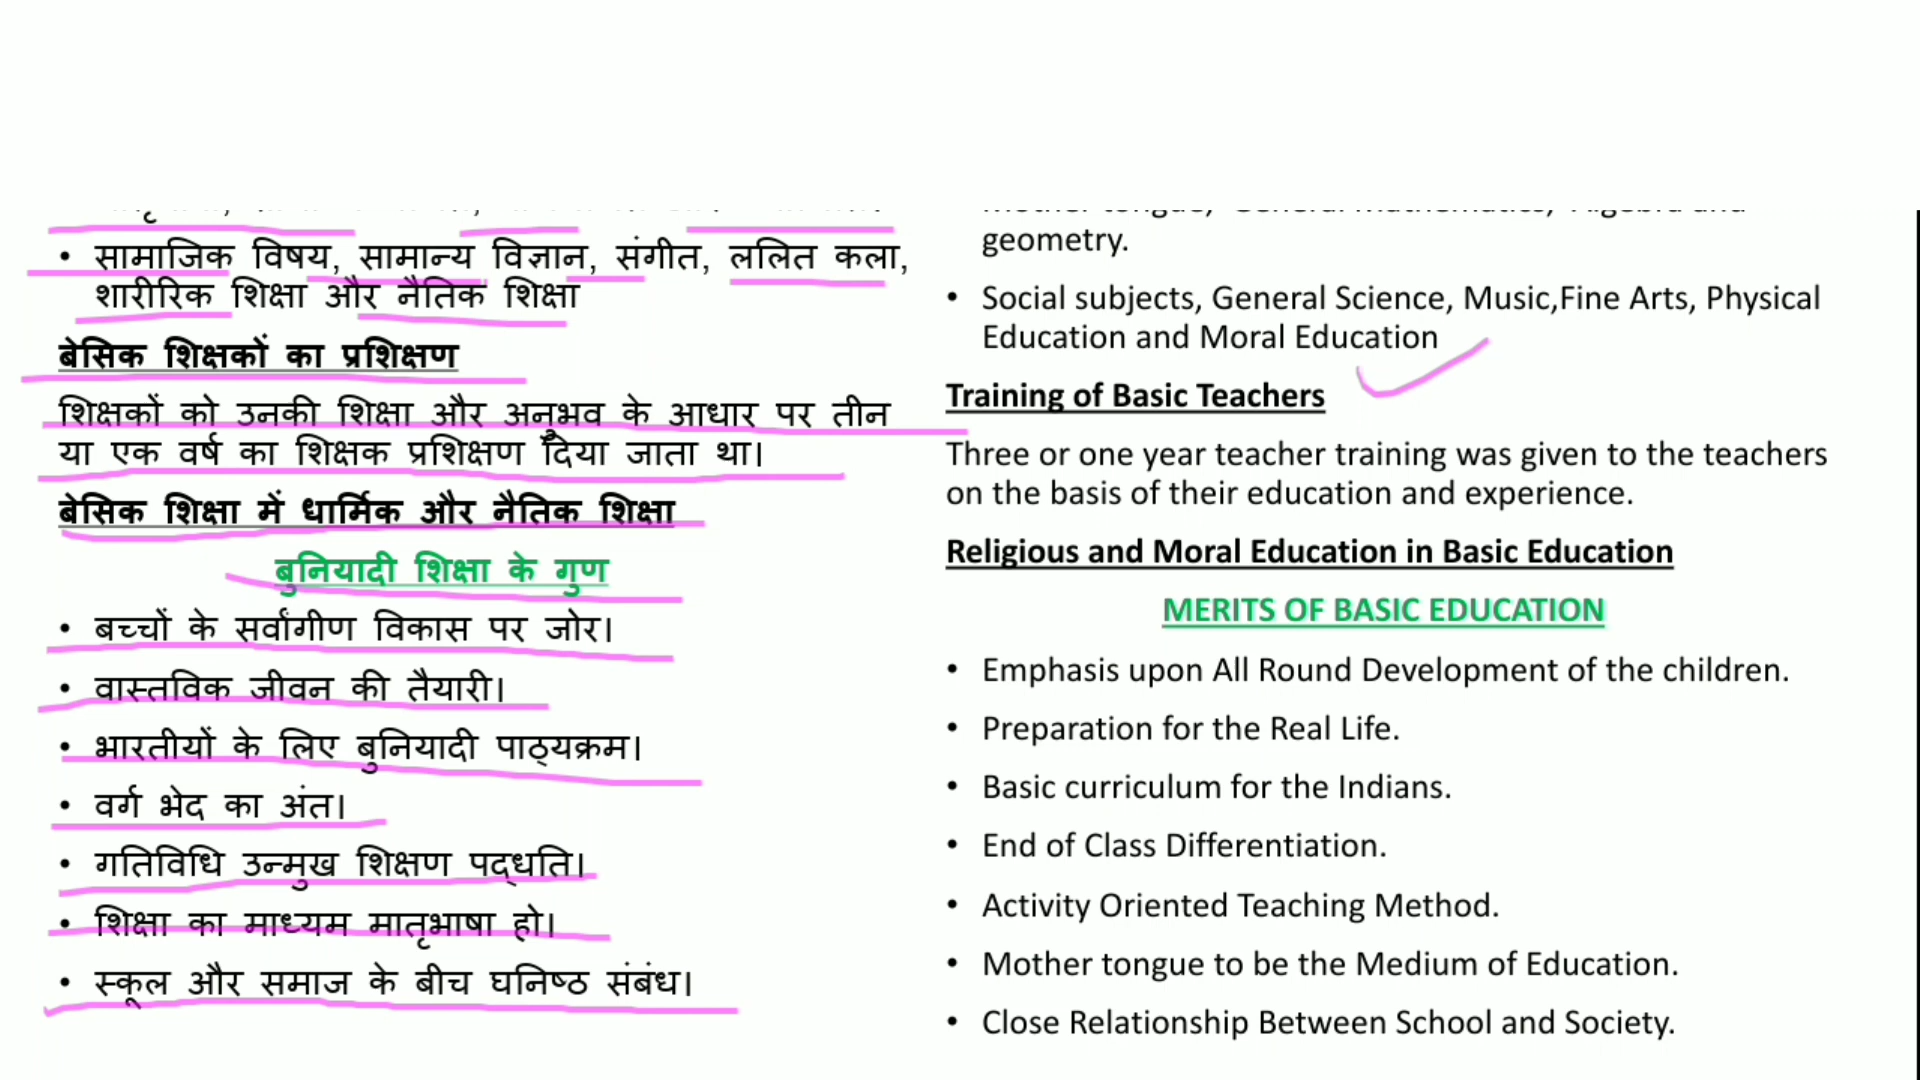 • सामाजिक विषय, सामान्य विज्ञान, संगीत, ललित कला,
शारीरिक शिक्षा और नैतिक शिक्षा
बेसिक शिक्षकों का प्रशिक्षण
शिक्षकों को उनकी शिक्षा और अनुभव के आधार पर तीन
या एक वर्ष का शिक्षक प्रशिक्षण दिया जाता था।
बेसिक शिक्षा में धार्मिक और नैतिक शिक्षा
बुनियादी शिक्षा के गुण
• बच्चों के सर्वांगीण विकास पर जोर।
• वास्तविक जीवन की तैयारी।
• भारतीयों के लिए बुनियादी पाठ्यक्रम।
• वर्ग भेद का अंत।
• गतिविधि उन्मुख शिक्षण पद्धति।
• शिक्षा का माध्यम मातृभाषा हो।
• स्कूल और समाज के बीच घनिष्ठ संबंध।
Mother tongue, General Mathematics, Algebra and
geometry.
• Social subjects, General Science, Music,Fine Arts, Physical
Education and Moral Education
Training of Basic Teachers
Three or one year teacher training was given to the teachers
on the basis of their education and experience.
Religious and Moral Education in Basic Education
MERITS OF BASIC EDUCATION
• Emphasis upon All Round Development of the children.
• Preparation for the Real Life.
• Basic curriculum for the Indians.
• End of Class Differentiation.
• Activity Oriented Teaching Method.
• Mother tongue to be the Medium of Education.
• Close Relationship Between School and Society.